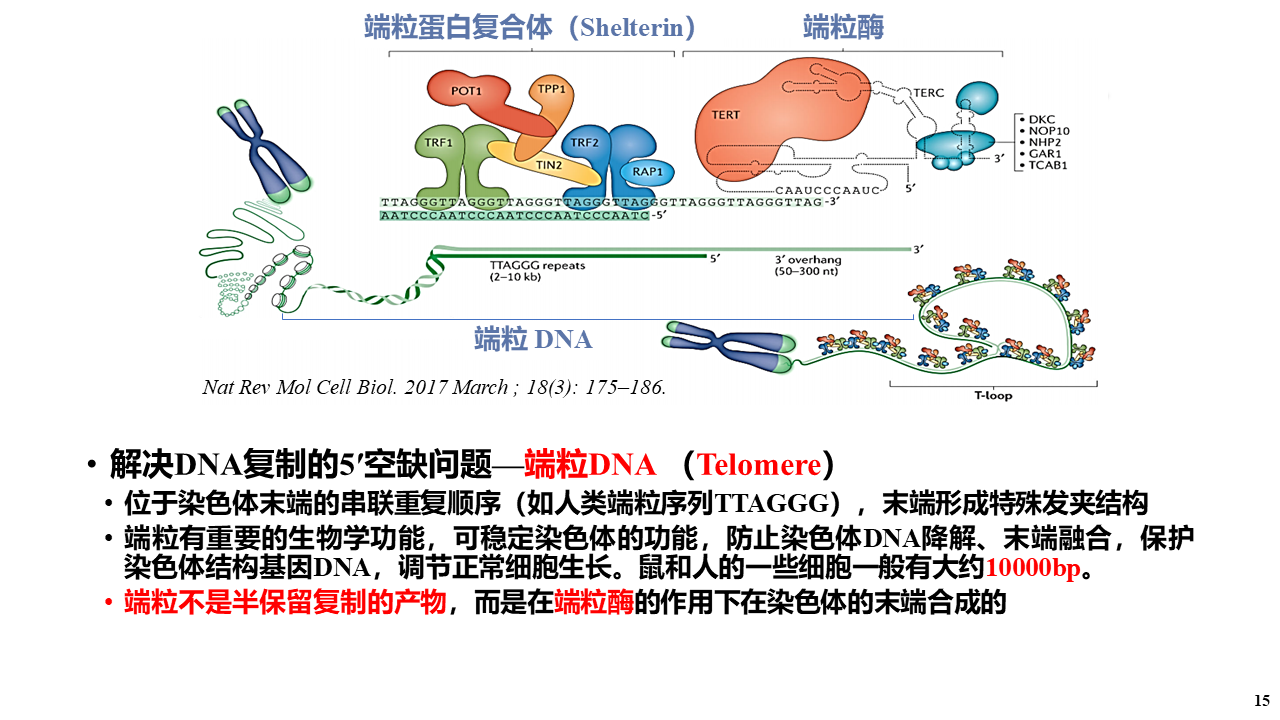 端粒蛋白复合体（Shelterin）
端粒酶
POT1
TPP1
TRF1
TIN2
TRF2
RAP1
TERT
TERC
• DKC
• NOP10
• NHP2
• GAR1
• TCAB1
3′
5′
CAAUCCCAAUC
TTAGGGTTAGGGTTAGGGTTAGGGTTAGGGTTAGGGTTAGGGTTAG-3′
AATCCCAATCCCAATCCCAATCCCAATC-5′
TTAGGG repeats
(2–10 kb)
5′
3′ overhang
(50–300 nt)
3′
端粒 DNA
T-loop
Nat Rev Mol Cell Biol. 2017 March ; 18(3): 175–186.
• 解决DNA复制的5′空缺问题—端粒DNA （Telomere）
• 位于染色体末端的串联重复顺序（如人类端粒序列TTAGGG），末端形成特殊发夹结构
• 端粒有重要的生物学功能，可稳定染色体的功能，防止染色体DNA降解、末端融合，保护
染色体结构基因DNA，调节正常细胞生长。鼠和人的一些细胞一般有大约10000bp。
• 端粒不是半保留复制的产物，而是在端粒酶的作用下在染色体的末端合成的
15